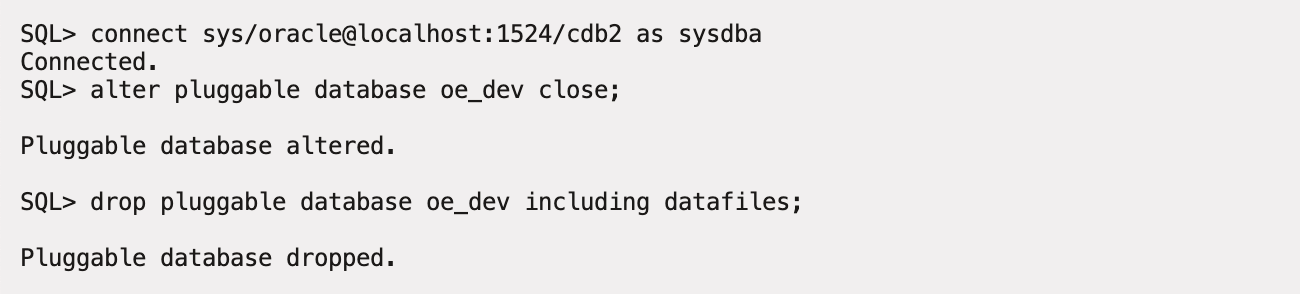 SQL> connect sys/oracle@localhost:1524/cdb2 as sysdba
Connected.
SQL> alter pluggable database oe_dev close;
Pluggable database altered.
SQL> drop pluggable database oe_dev including datafiles;
Pluggable database dropped.